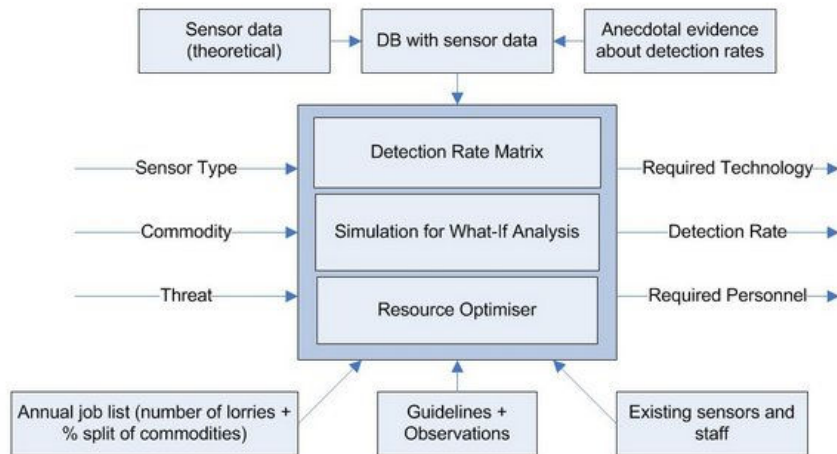 Sensor data
(theoretical)
DB with sensor data
Anecdotal evidence
about detection rates
Detection Rate Matrix
Sensor Type
Required Technology
Simulation for What-If Analysis
Commodity
Detection Rate
Threat
Resource Optimiser
Required Personnel
Annual job list (number of lorries +
% split of commodities)
Guidelines +
Observations
Existing sensors and
staff